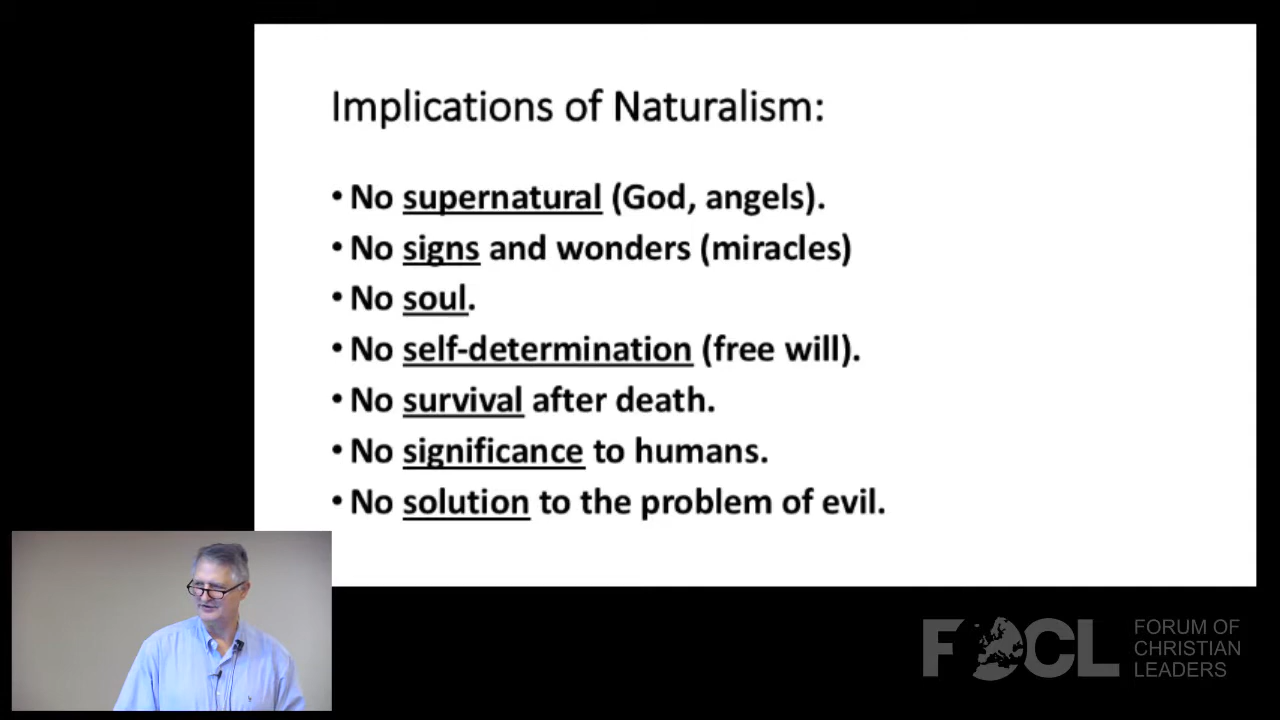 Implications of Naturalism:
• No supernatural (God, angels).
• No signs and wonders (miracles)
• No soul.
• No self-determination (free will).
• No survival after death.
• No significance to humans.
• No solution to the problem of evil.
FOCL
FORUM OF
CHRISTIAN
LEADERS